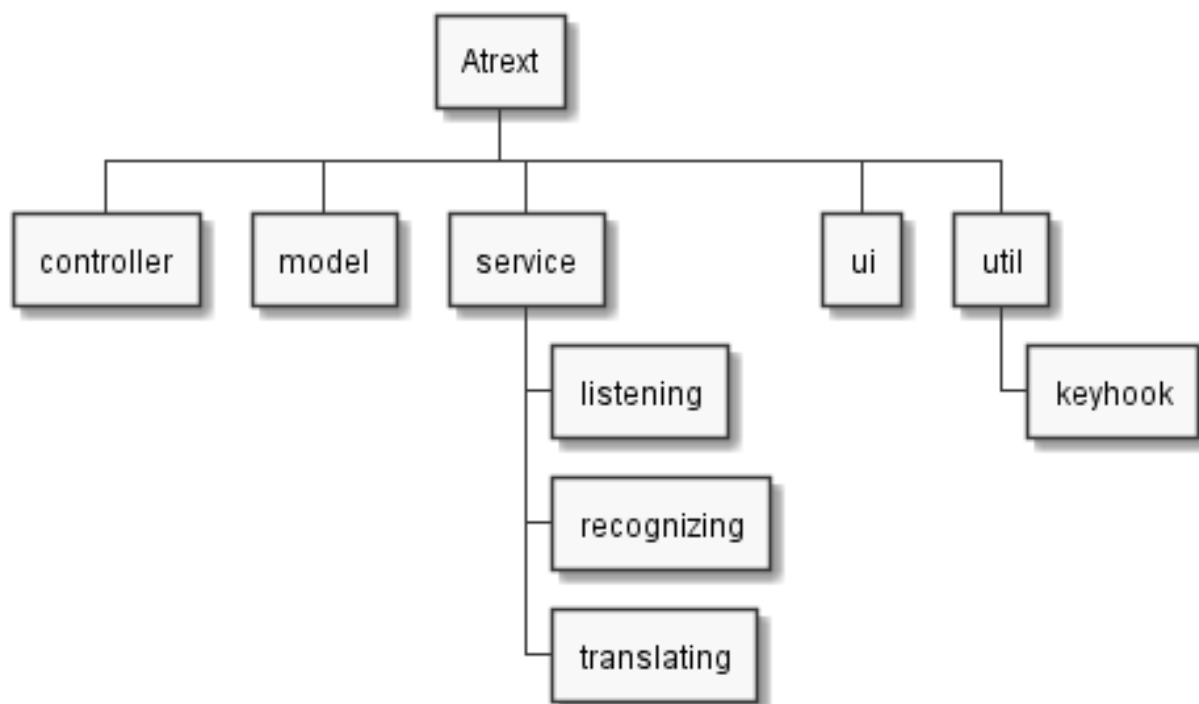 Atrext
controller
model
service
ui
util
listening
keyhook
recognizing
translating